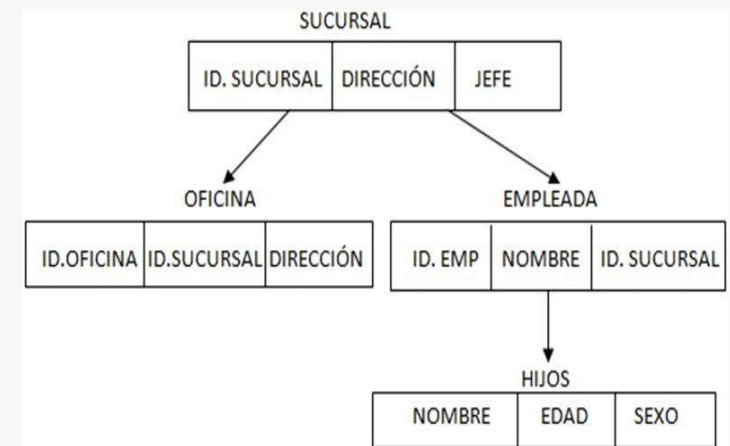 SUCURSAL
ID. SUCURSAL DIRECCIÓN JEFE
OFICINA EMPLEADA
ID.OFICINA ID.SUCURSAL DIRECCIÓN ID. EMP NOMBRE ID. SUCURSAL
HIJOS
NOMBRE EDAD SEXO